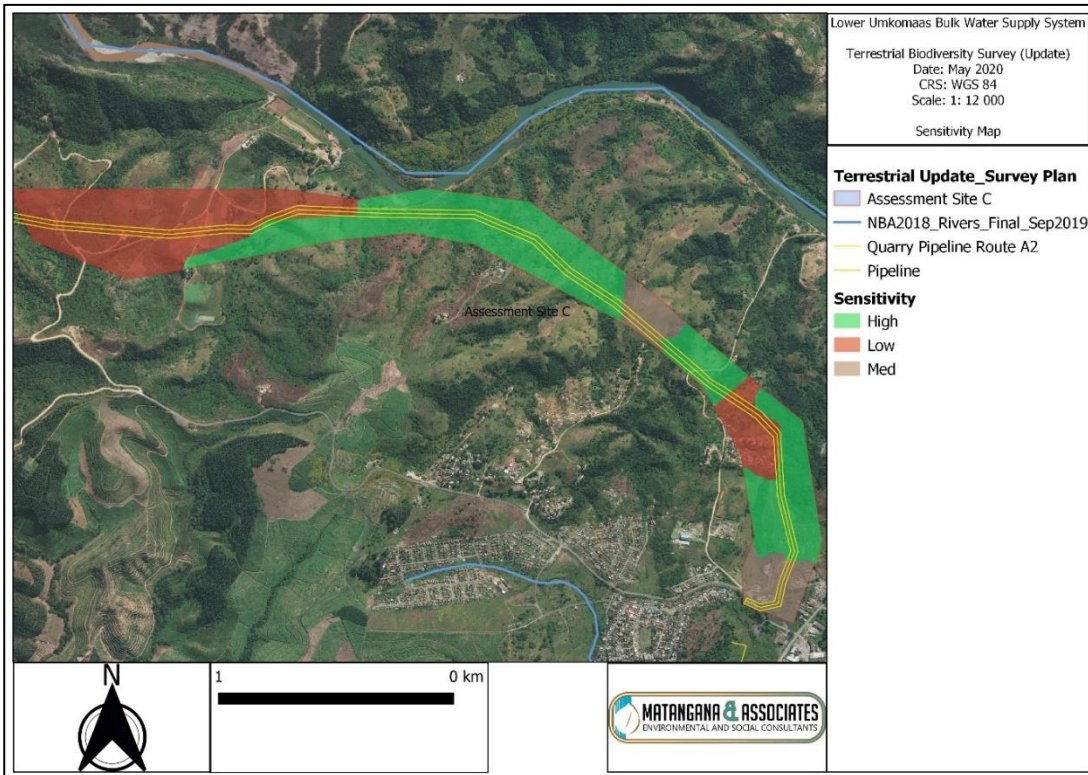 Lower Umkomaas Bulk Water Supply System
Terrestrial Biodiversity Survey (Update)
Date: May 2020
CRS: WGS 84
Scale: 1: 12 000
Sensitivity Map
Terrestrial Update_Survey Plan
Assessment Site C
NBA2018_Rivers_Final_Sep2019
Quarry Pipeline Route A2
Pipeline
Sensitivity
High
Low
Med
Assessment Site C
N
1 0 km
MATANGANA & ASSOCIATES
ENVIRONMENTAL AND SOCIAL CONSULTANTS